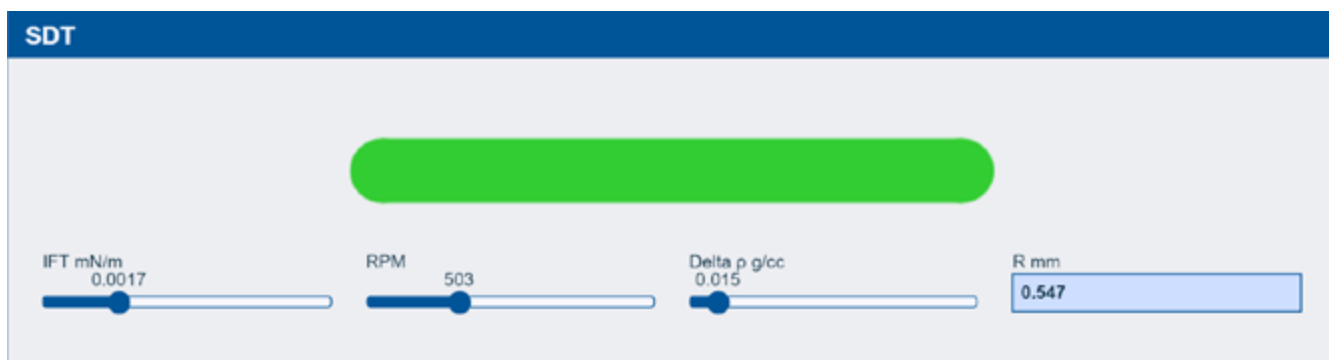 SDT
IFT mN/m
0.0017
RPM
503
Delta ρ g/cc
0.015
R mm
0.547